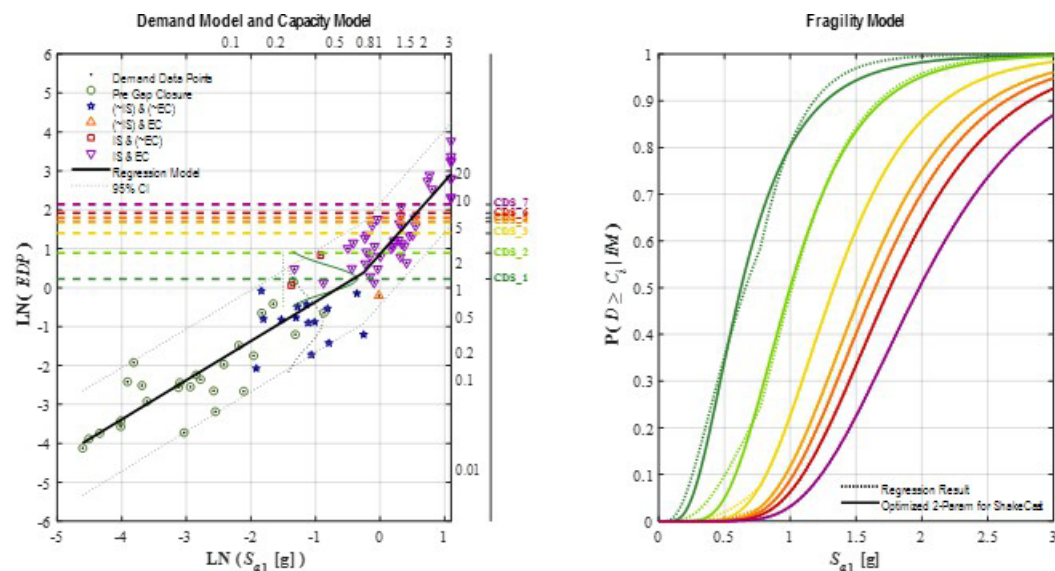 Demand Model and Capacity Model
0.1 0.2 0.5 0.8 1 1.5 2 3
6
5
4
3
2
1
0
-1
-2
-3
-4
-5
-6
LN( EDP)
Demand Data Points
Pre Gap Closure
(~IS) & (~EC)
(~IS) & EC
IS & (~EC)
IS & EC
Regression Model
95% CI
20
10
5
2
1
0.5
0.2
0.1
0.01
CDS_7
CDS_6
CDS_3
CDS_2
CDS_1
-5 -4 -3 -2 -1 0 1
LN (Sa1 [g])
Fragility Model
1
0.9
0.8
0.7
0.6
0.5
0.4
0.3
0.2
0.1
0
P(D ≥ Ci | IM)
Regression Result
Optimized 2-Param for ShakeCast
0 0.5 1 1.5 2 2.5 3
Sa1 [g]